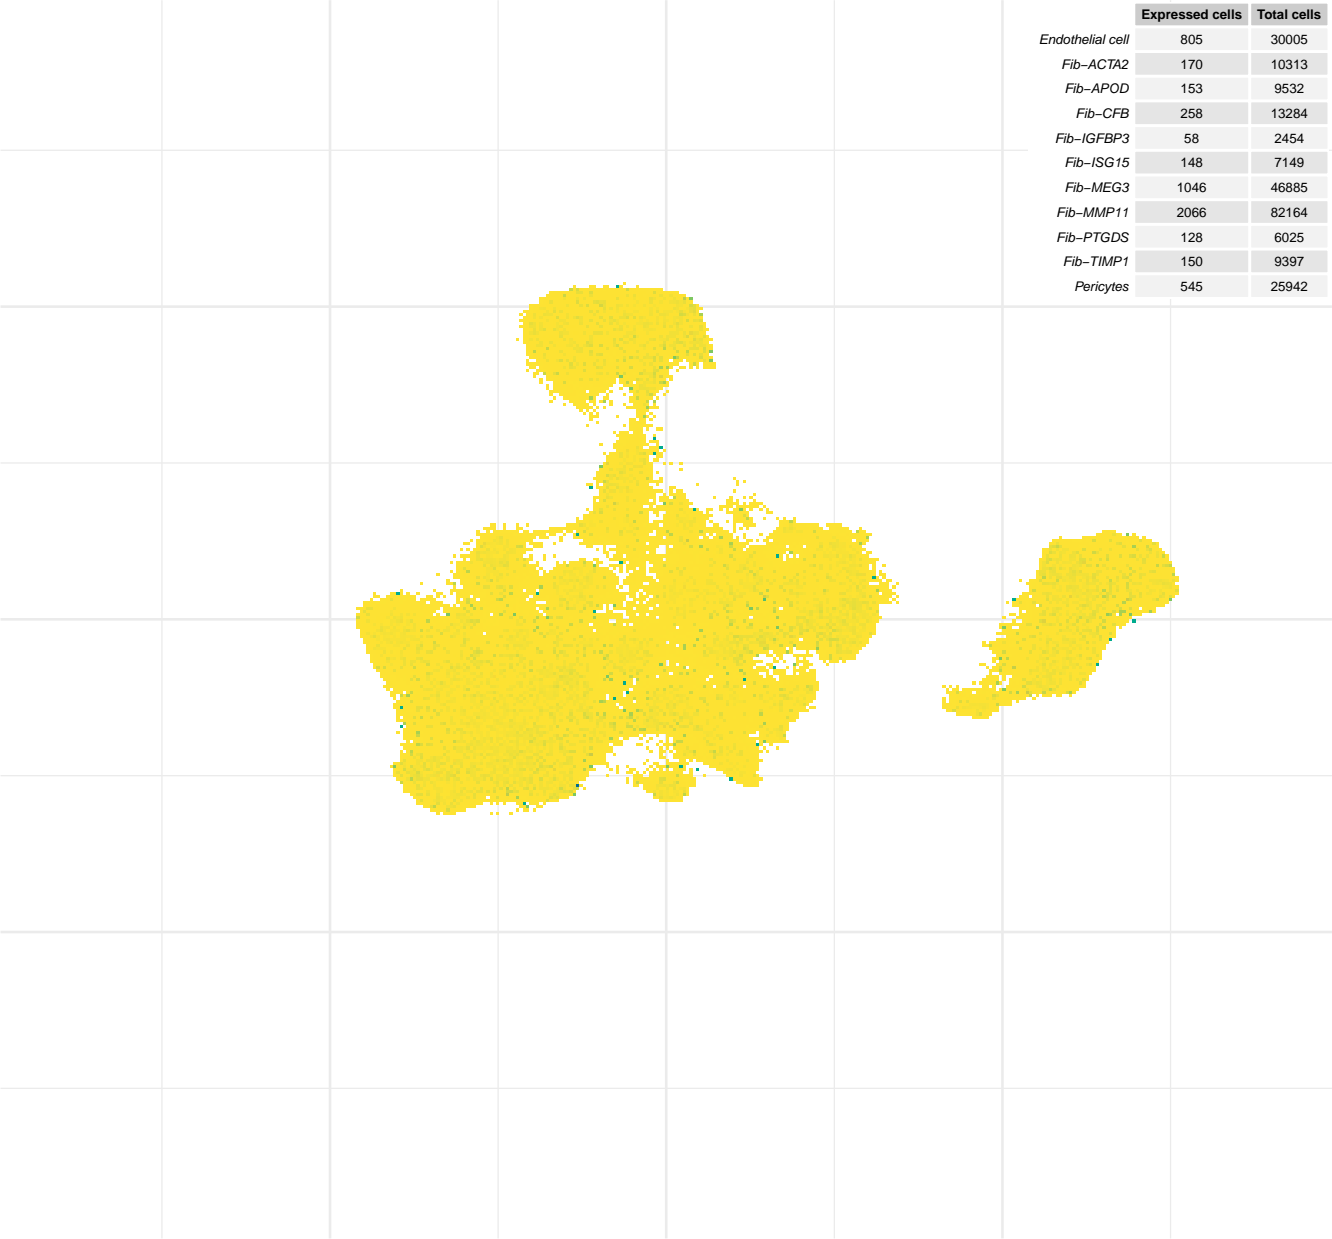 Expressed cells Total cells
Endothelial cell 805 30005
Fib−ACTA2 170 10313
Fib−APOD 153 9532
Fib−CFB 258 13284
Fib−IGFBP3 58 2454
Fib−ISG15 148 7149
Fib−MEG3 1046 46885
Fib−MMP11 2066 82164
Fib−PTGDS 128 6025
Fib−TIMP1 150 9397
Pericytes 545 25942